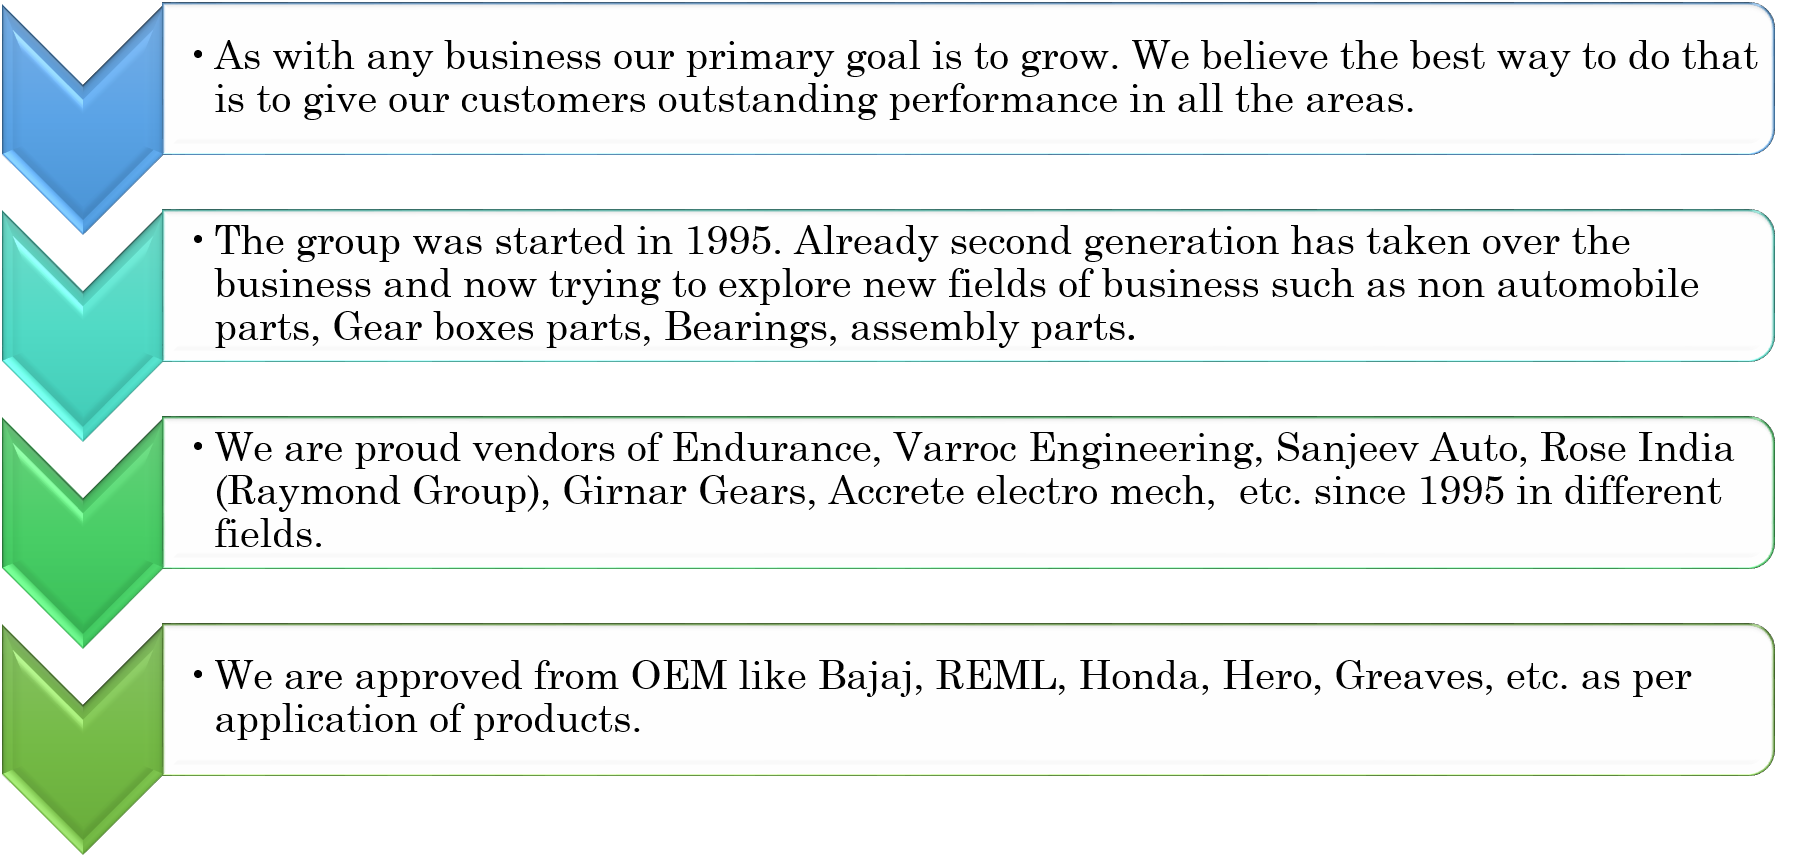 • As with any business our primary goal is to grow. We believe the best way to do that
is to give our customers outstanding performance in all the areas.
• The group was started in 1995. Already second generation has taken over the
business and now trying to explore new fields of business such as non automobile
parts, Gear boxes parts, Bearings, assembly parts.
• We are proud vendors of Endurance, Varroc Engineering, Sanjeev Auto, Rose India
(Raymond Group), Girnar Gears, Accrete electro mech,  etc. since 1995 in different
fields.
• We are approved from OEM like Bajaj, REML, Honda, Hero, Greaves, etc. as per
application of products.